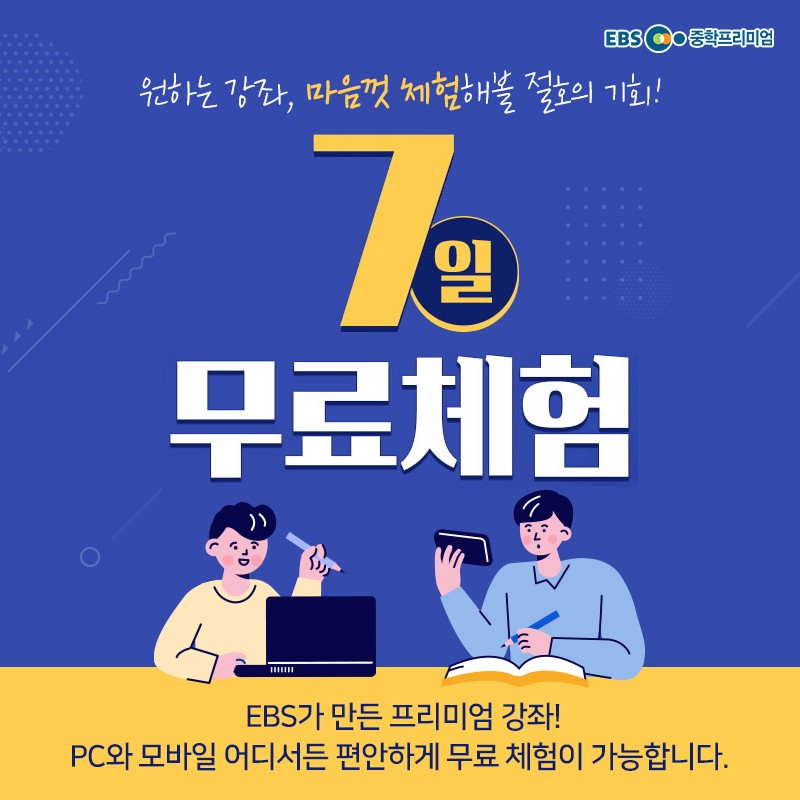 EBS 중학프리미엄
원하는 강좌, 마음껏 체험해볼 절호의 기회!
7일
무료체험
EBS가 만든 프리미엄 강좌!
PC와 모바일 어디서든 편안하게 무료 체험이 가능합니다.